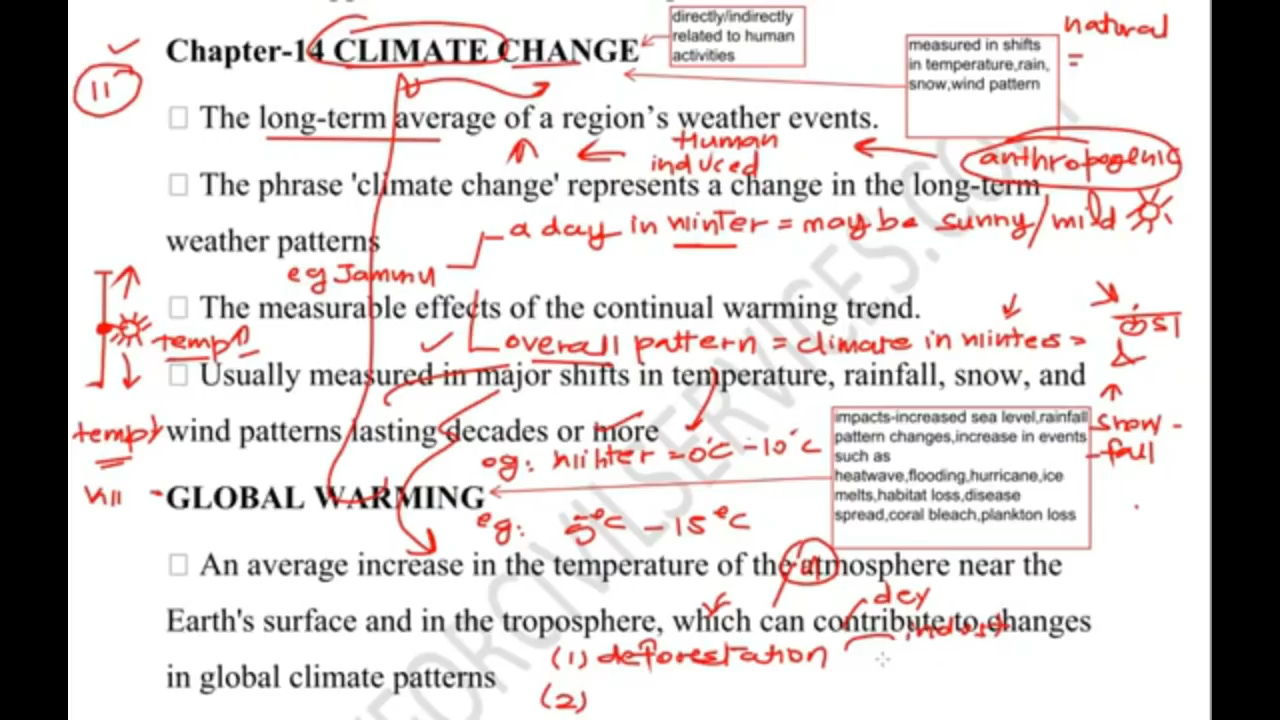 directly/indirectly
related to human
activities
natural
Chapter-14 CLIMATE CHANGE
measured in shifts
in temperature,rain,
snow,wind pattern
11
The long-term average of a region's weather events.
Human
induced
anthropogenic
The phrase 'climate change' represents a change in the long-term
a day in winter = may be sunny/mild
weather patterns
eg Jammu
The measurable effects of the continual warming trend.
temp
overall pattern = climate in winters =
Usually measured in major shifts in temperature, rainfall, snow, and
impacts-increased sea level,rainfall
pattern changes,increase in events
such as
heatwave,flooding,hurricane,ice
melts,habitat loss,disease
spread,coral bleach,plankton loss
snow-
fall
temp
wind patterns lasting decades or more
eg: winter -0°C -10°C
GLOBAL WARMING
eg: 5°C - 15°C
An average increase in the temperature of the atmosphere near the
Earth's surface and in the troposphere, which can contribute to changes
(1) deforestation
in global climate patterns
(2)